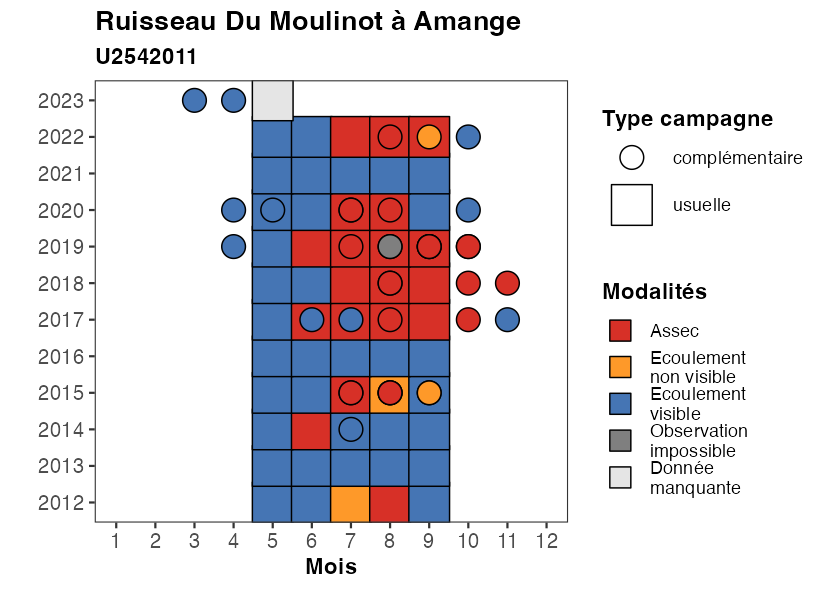 Ruisseau Du Moulinot à Amange
U2542011
2023
2022
2021
2020
2019
2018
2017
2016
2015
2014
2013
2012
1 2 3 4 5 6 7 8 9 10 11 12
Mois
Type campagne
complémentaire
usuelle
Modalités
Assec
Ecoulement
non visible
Ecoulement
visible
Observation
impossible
Donnée
manquante